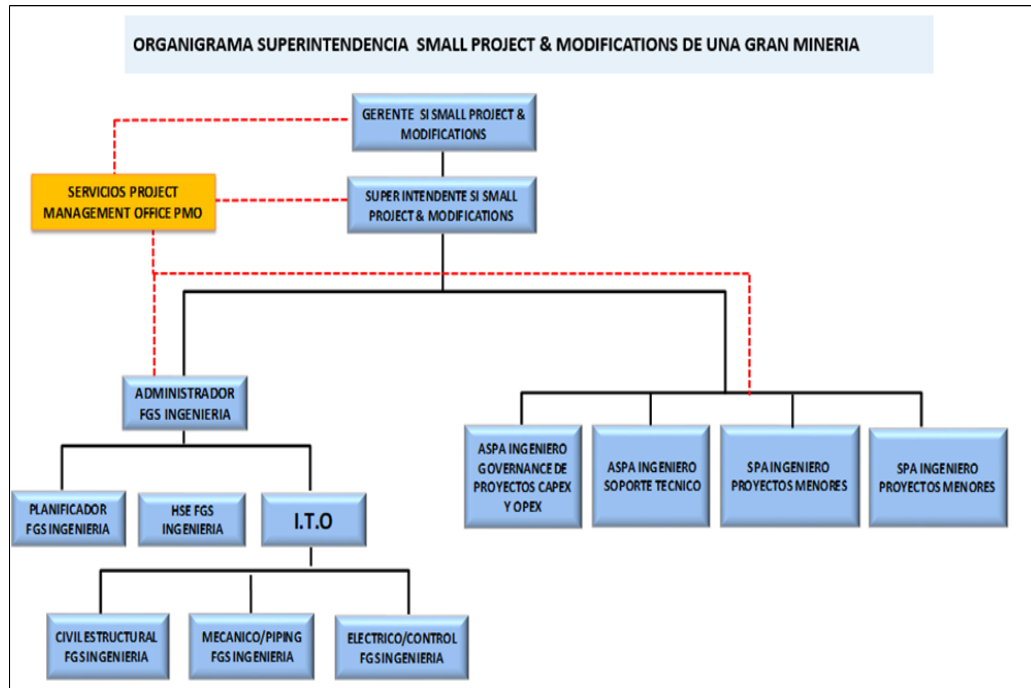 ORGANIGRAMA SUPERINTENDENCIA SMALL PROJECT & MODIFICATIONS DE UNA GRAN MINERIA
GERENTE SI SMALL PROJECT &
MODIFICATIONS
SERVICIOS PROJECT
MANAGEMENT OFFICE PMO
SUPER INTENDENTE SI SMALL
PROJECT & MODIFICATIONS
ADMINISTRADOR
FGS INGENIERIA
ASPA INGENIERO
GOVERNANCE DE
PROYECTOS CAPEX
Y OPEX
ASPA INGENIERO
SOPORTE TECNICO
SPA INGENIERO
PROYECTOS MENORES
SPA INGENIERO
PROYECTOS MENORES
PLANIFICADOR
FGS INGENIERIA
HSE FGS
INGENIERIA
I.T.O
CIVIL ESTRUCTURAL
FGS INGENIERIA
MECANICO/PIPING
FGS INGENIERIA
ELECTRICO/CONTROL
FGS INGENIERIA